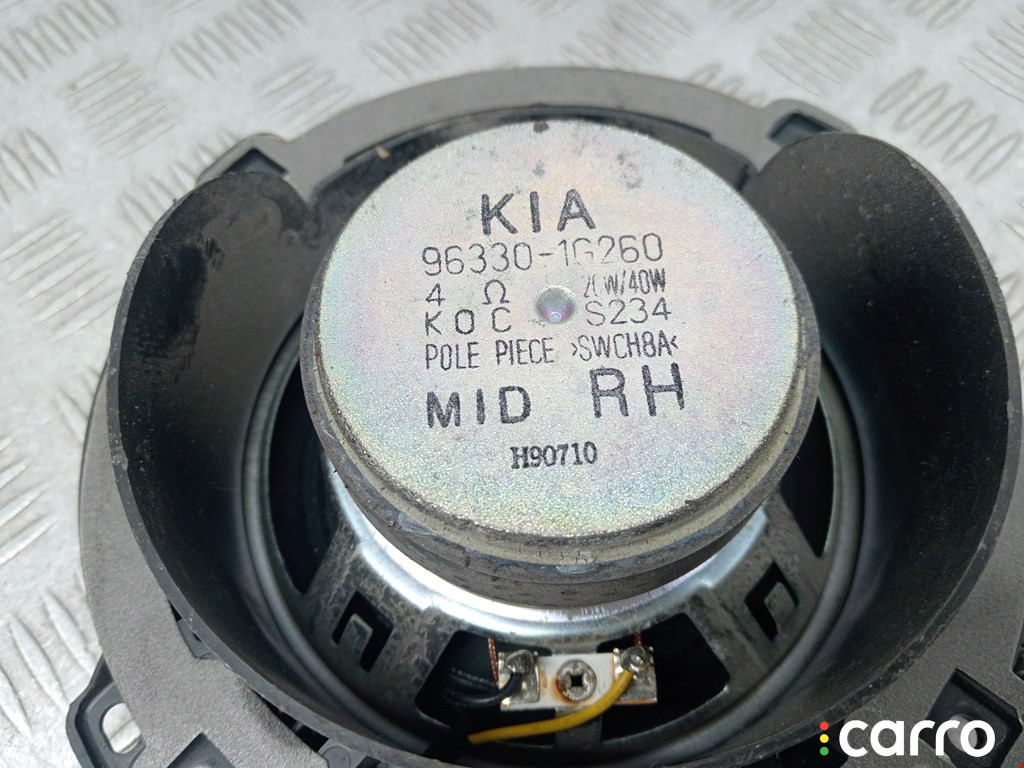 KIA
96330-1G260
4 Ω 20W/40W
KOC S234
POLE PIECE >SWCH8A<
MID RH
H90710
carro